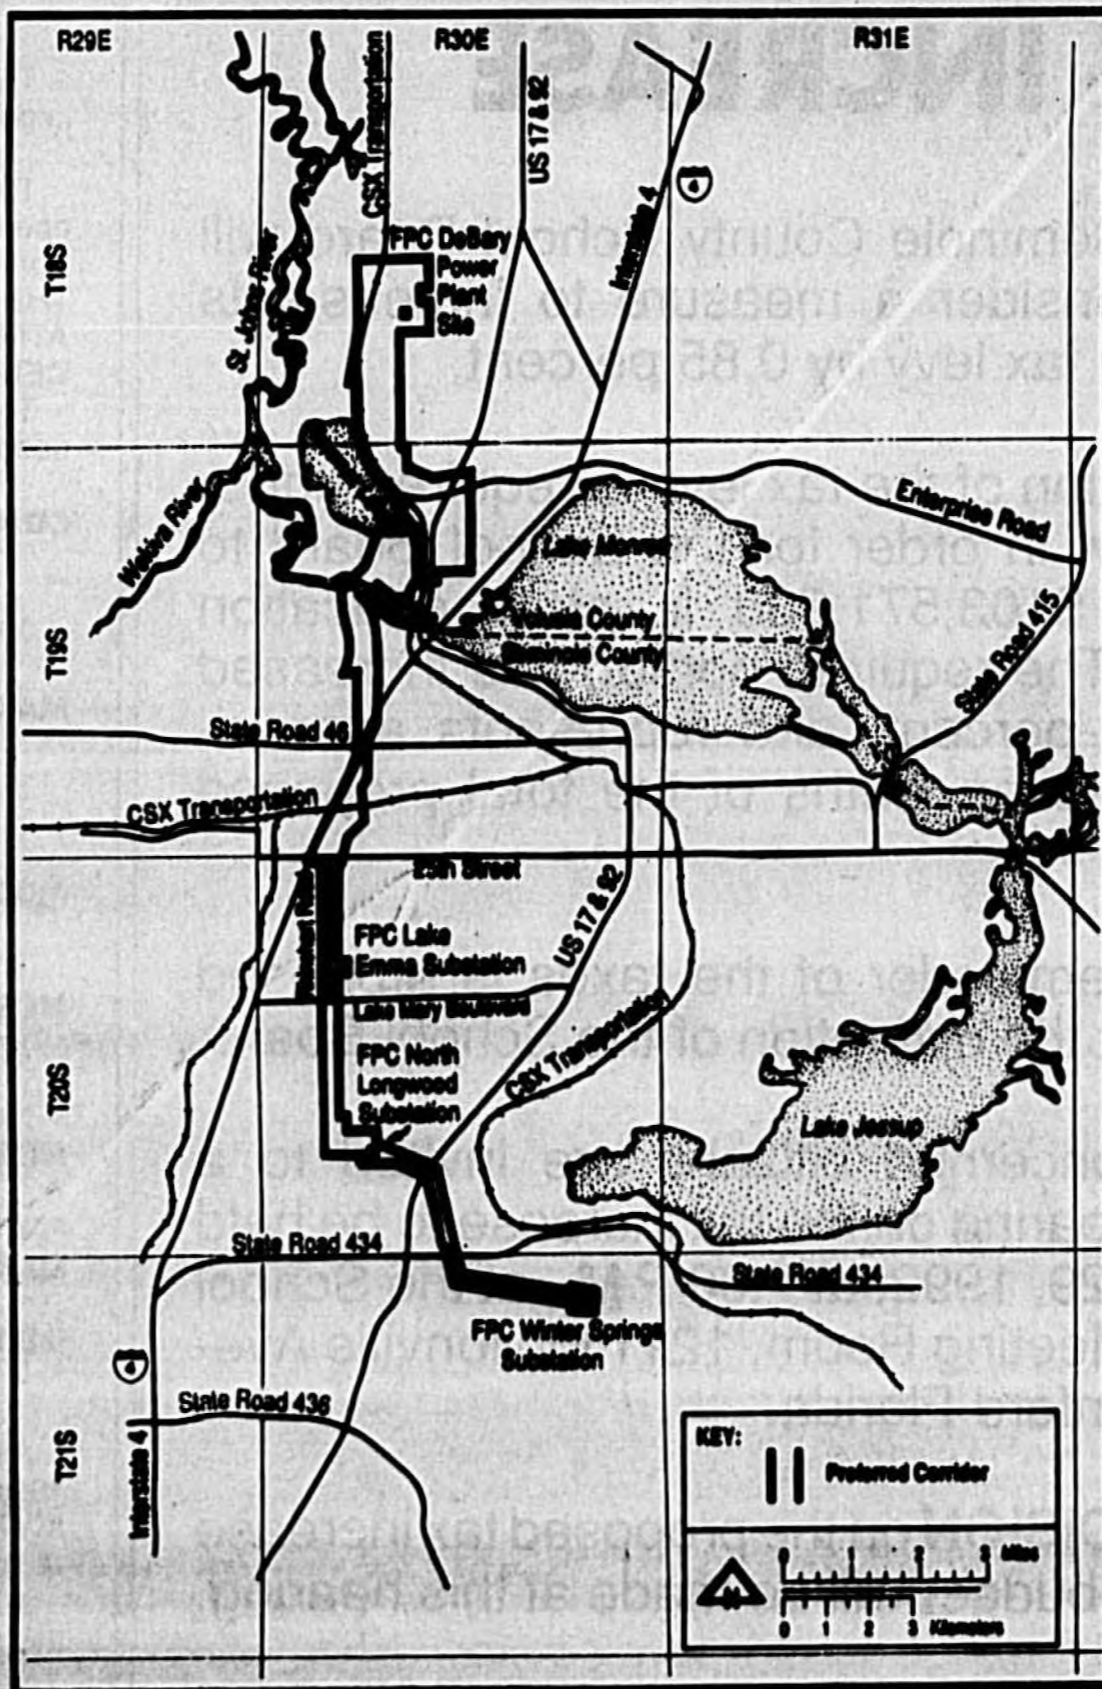 R29E
R30E
R31E
CSX Transportation
US 17 & 92
Interstate 4
4
T18S
FPC DeBary
Power
Plant
Site
St. Johns River
Wekiva River
Enterprise Road
Lake Monroe
Volusia County
Seminole County
State Road 415
T19S
State Road 46
CSX Transportation
25th Street
Rinehart Road
FPC Lake
Emma Substation
US 17 & 92
Lake Mary Boulevard
CSX Transportation
FPC North
Longwood
Substation
T20S
Lake Jessup
State Road 434
State Road 434
FPC Winter Springs
Substation
4
State Road 436
Interstate 4
T21S
KEY:
Preferred Corridor
N
0 1 2 3 Miles
0 1 2 3 Kilometers